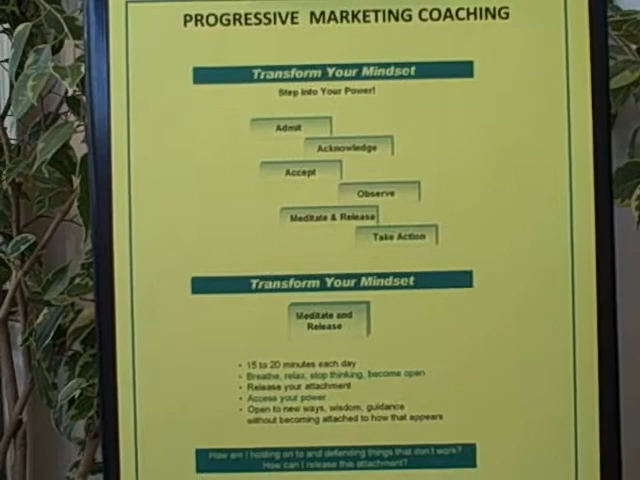 PROGRESSIVE MARKETING COACHING
Transform Your Mindset
Step Into Your Power!
Admit
Acknowledge
Accept
Observe
Meditate & Release
Take Action
Transform Your Mindset
Meditate and
Release
• 15 to 20 minutes each day
• Breathe, relax, stop thinking, become open
• Release your attachment
• Access your power
• Open to new ways, wisdom, guidance
without becoming attached to how that appears
How am I holding on to and defending things that don't work?
How can I release this attachment?